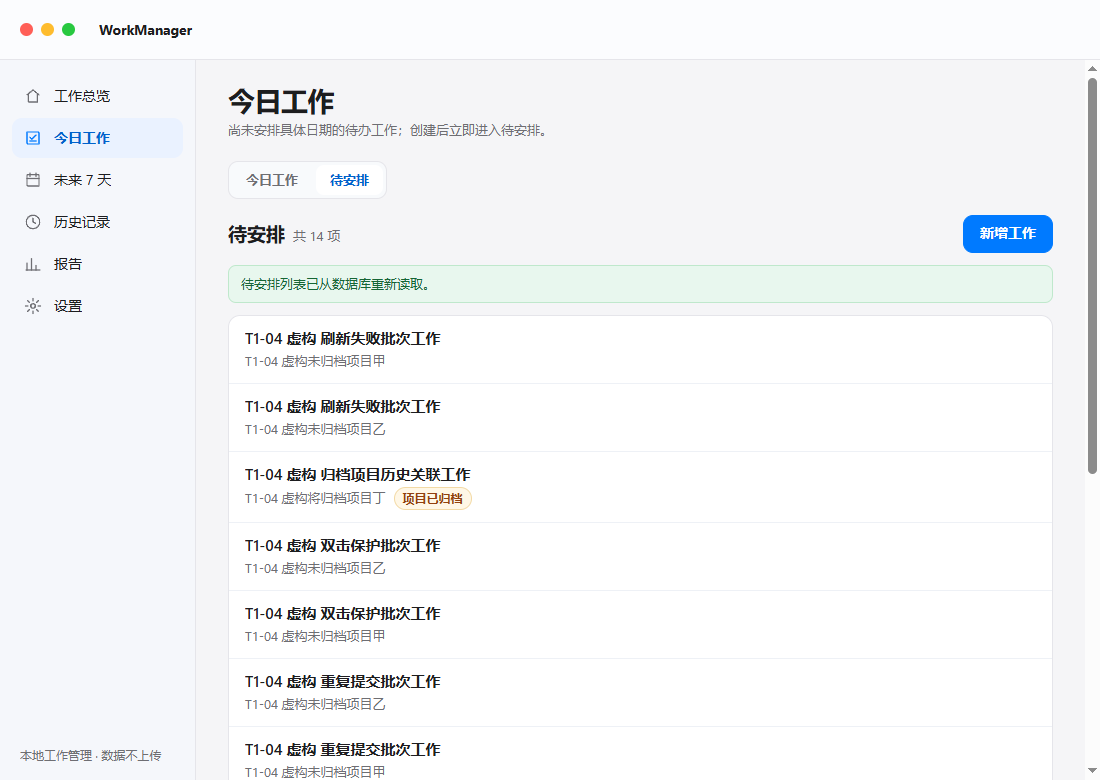 WorkManager
工作总览
今日工作
未来 7 天
历史记录
报告
设置
本地工作管理 · 数据不上传
今日工作
尚未安排具体日期的待办工作；创建后立即进入待安排。
今日工作 待安排
待安排 共 14 项
新增工作
待安排列表已从数据库重新读取。
T1-04 虚构 刷新失败批次工作
T1-04 虚构未归档项目甲
T1-04 虚构 刷新失败批次工作
T1-04 虚构未归档项目乙
T1-04 虚构 归档项目历史关联工作
T1-04 虚构将归档项目丁 项目已归档
T1-04 虚构 双击保护批次工作
T1-04 虚构未归档项目乙
T1-04 虚构 双击保护批次工作
T1-04 虚构未归档项目甲
T1-04 虚构 重复提交批次工作
T1-04 虚构未归档项目乙
T1-04 虚构 重复提交批次工作
T1-04 虚构未归档项目甲